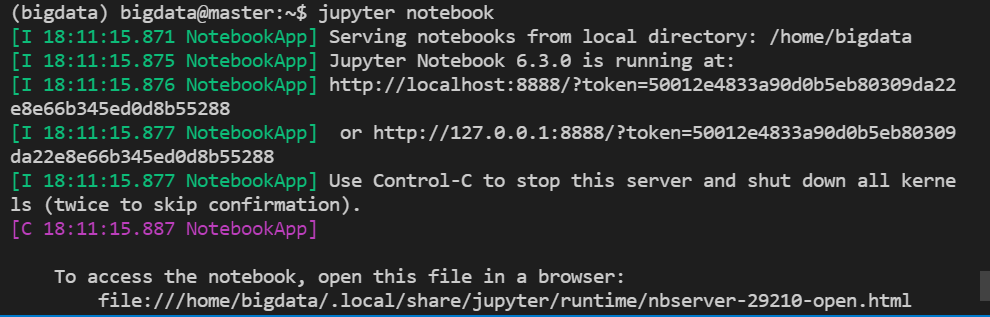 (bigdata) bigdata@master:~$ jupyter notebook
[I 18:11:15.871 NotebookApp] Serving notebooks from local directory: /home/bigdata
[I 18:11:15.875 NotebookApp] Jupyter Notebook 6.3.0 is running at:
[I 18:11:15.876 NotebookApp] http://localhost:8888/?token=50012e4833a90d0b5eb80309da22
e8e66b345ed0d8b55288
[I 18:11:15.877 NotebookApp]  or http://127.0.0.1:8888/?token=50012e4833a90d0b5eb80309
da22e8e66b345ed0d8b55288
[I 18:11:15.877 NotebookApp] Use Control-C to stop this server and shut down all kerne
ls (twice to skip confirmation).
[C 18:11:15.887 NotebookApp]
To access the notebook, open this file in a browser:
file:///home/bigdata/.local/share/jupyter/runtime/nbserver-29210-open.html